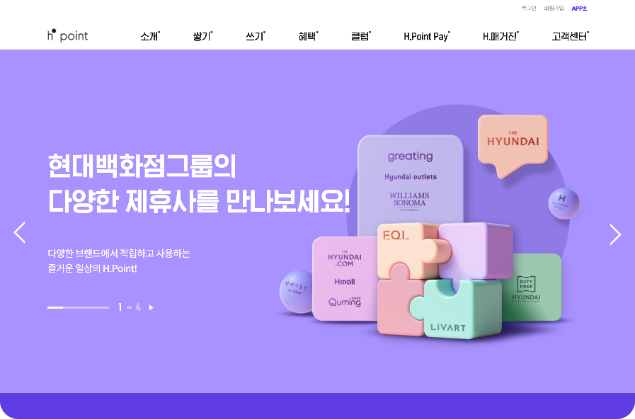 로그인 회원가입 APP소
h point
소개 쌓기 쓰기 혜택 클럽 H.Point Pay H.매거진 고객센터
현대백화점그룹의
다양한 제휴사를 만나보세요!
다양한 브랜드에서 적립하고 사용하는
즐거운 일상의 H.Point!
1 - 4
THE
HYUNDAI
greating
Hyundai outlets
WILLIAMS
SONOMA
H
EQL
THE
HYUNDAI
.COM
Hmall
Quming
DUTY
FREE
HYUNDAI
LIVART